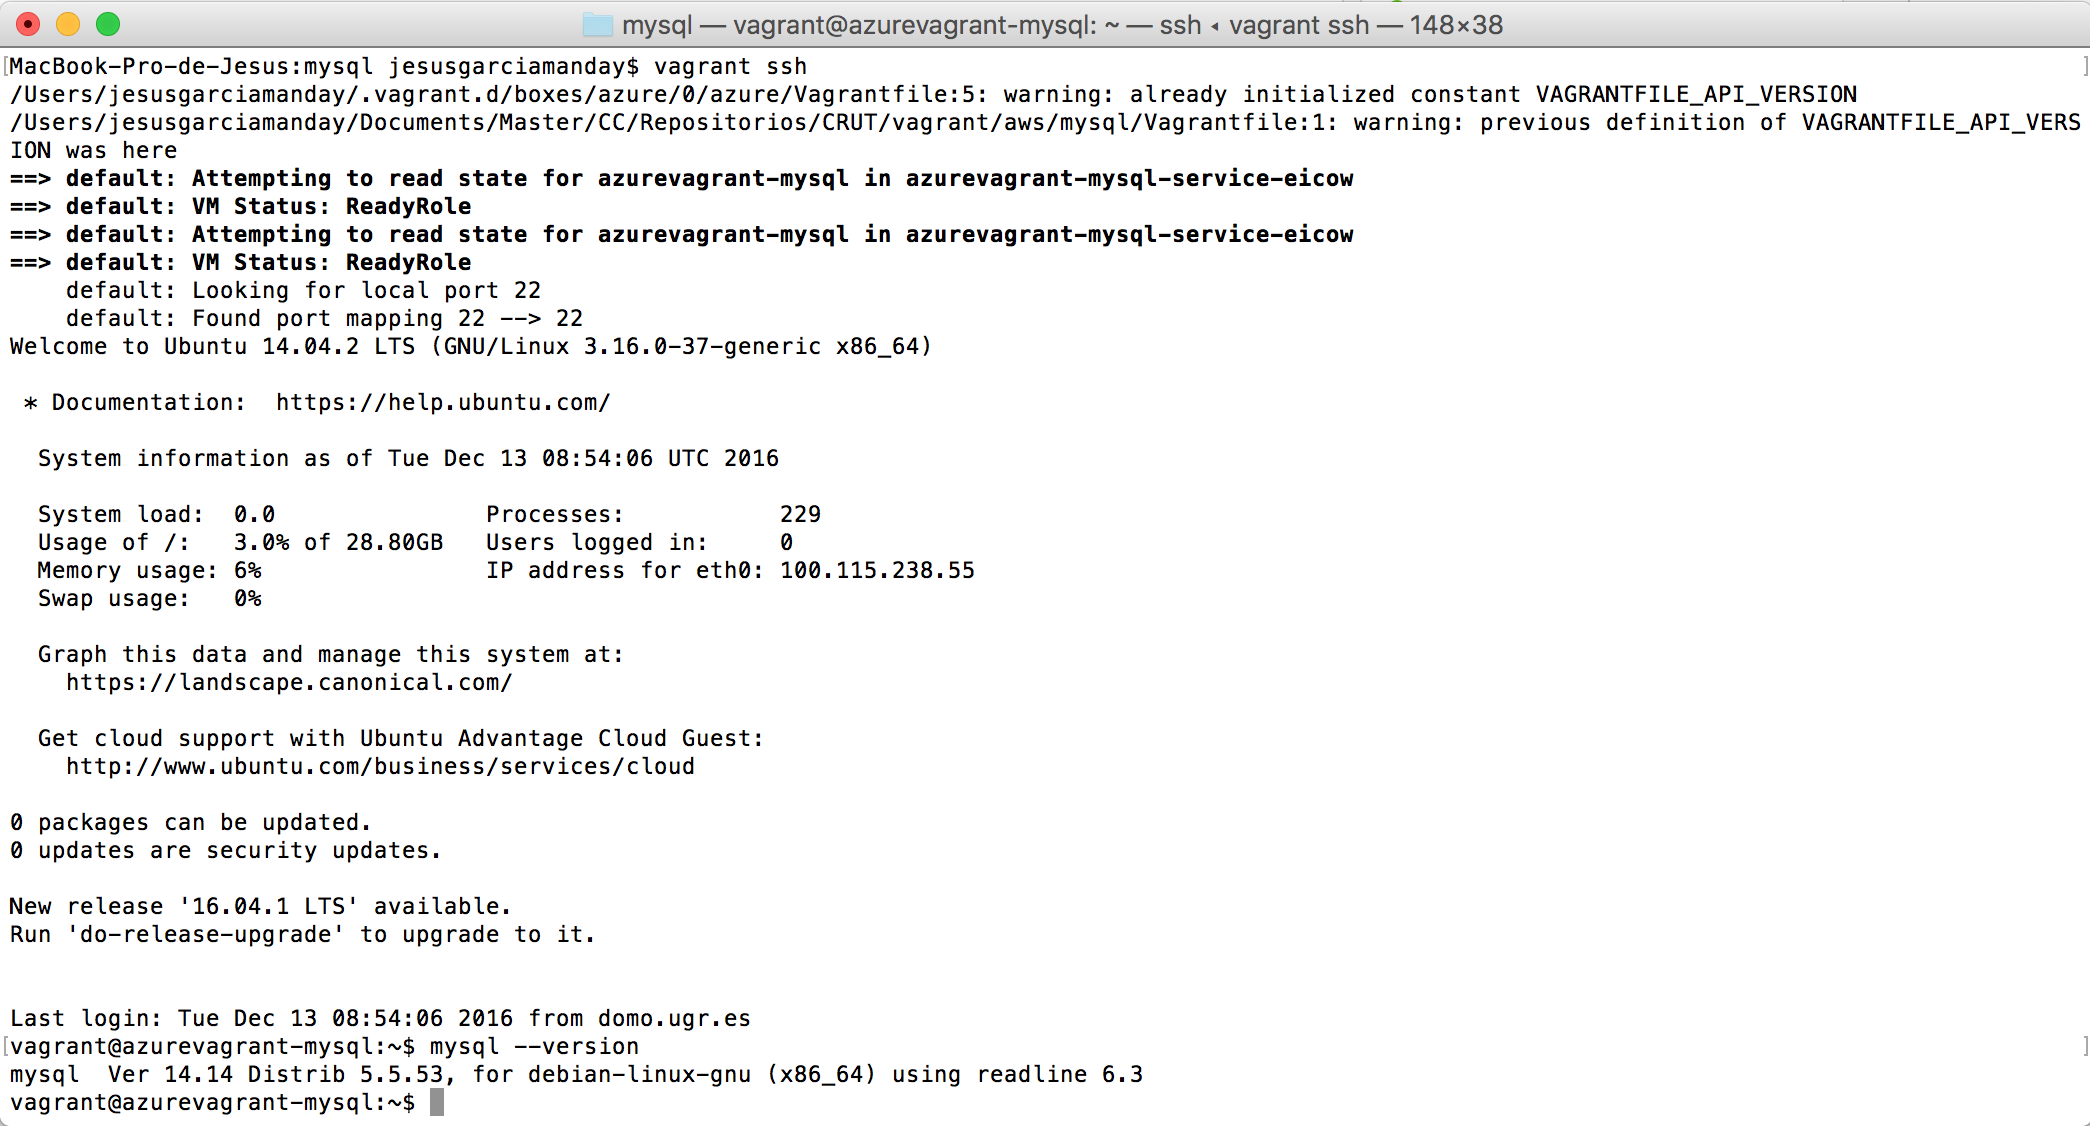 mysql — vagrant@azurevagrant-mysql: ~ — ssh ◂ vagrant ssh — 148×38
[MacBook-Pro-de-Jesus:mysql jesusgarciamanday$ vagrant ssh ]
/Users/jesusgarciamanday/.vagrant.d/boxes/azure/0/azure/Vagrantfile:5: warning: already initialized constant VAGRANTFILE_API_VERSION
/Users/jesusgarciamanday/Documents/Master/CC/Repositorios/CRUT/vagrant/aws/mysql/Vagrantfile:1: warning: previous definition of VAGRANTFILE_API_VERS
ION was here
==> default: Attempting to read state for azurevagrant-mysql in azurevagrant-mysql-service-eicow
==> default: VM Status: ReadyRole
==> default: Attempting to read state for azurevagrant-mysql in azurevagrant-mysql-service-eicow
==> default: VM Status: ReadyRole
    default: Looking for local port 22
    default: Found port mapping 22 --> 22
Welcome to Ubuntu 14.04.2 LTS (GNU/Linux 3.16.0-37-generic x86_64)
 * Documentation:  https://help.ubuntu.com/
  System information as of Tue Dec 13 08:54:06 UTC 2016
  System load:  0.0               Processes:           229
  Usage of /:   3.0% of 28.80GB   Users logged in:     0
  Memory usage: 6%                IP address for eth0: 100.115.238.55
  Swap usage:   0%
  Graph this data and manage this system at:
    https://landscape.canonical.com/
  Get cloud support with Ubuntu Advantage Cloud Guest:
    http://www.ubuntu.com/business/services/cloud
0 packages can be updated.
0 updates are security updates.
New release '16.04.1 LTS' available.
Run 'do-release-upgrade' to upgrade to it.
Last login: Tue Dec 13 08:54:06 2016 from domo.ugr.es
[vagrant@azurevagrant-mysql:~$ mysql --version ]
mysql  Ver 14.14 Distrib 5.5.53, for debian-linux-gnu (x86_64) using readline 6.3
vagrant@azurevagrant-mysql:~$